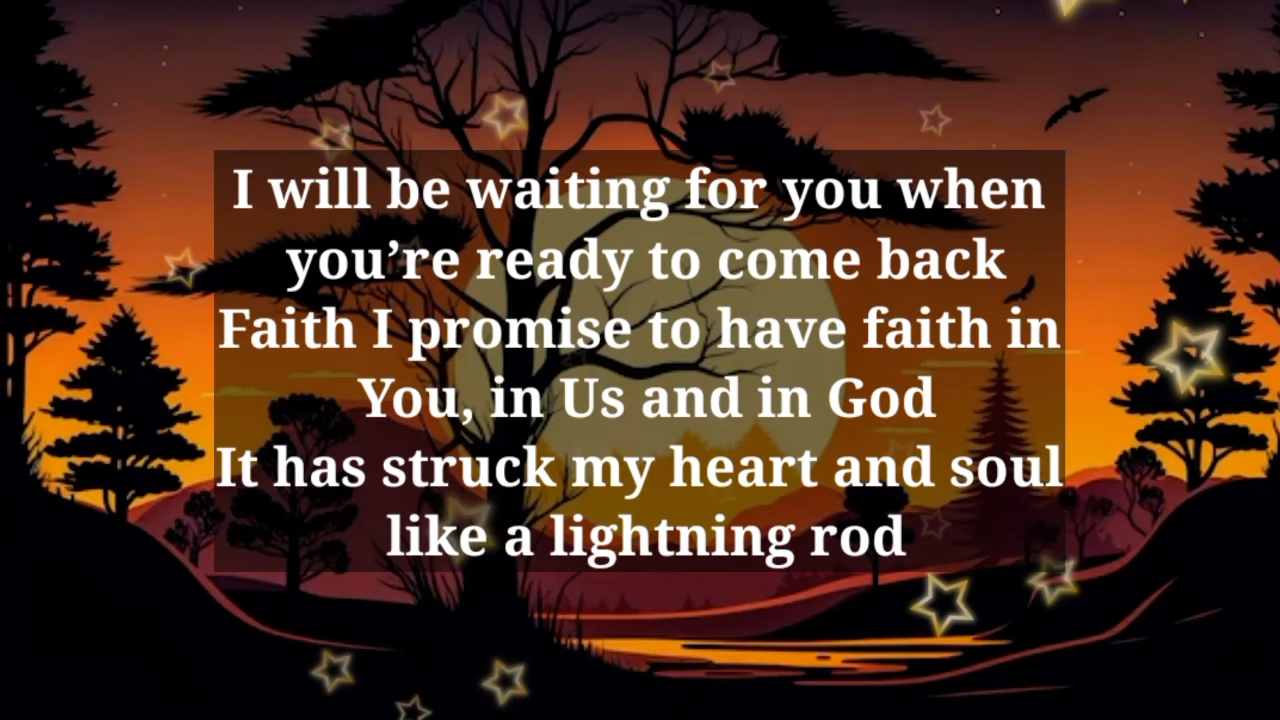 I will be waiting for you when
you’re ready to come back
Faith I promise to have faith in
You, in Us and in God
It has struck my heart and soul
like a lightning rod